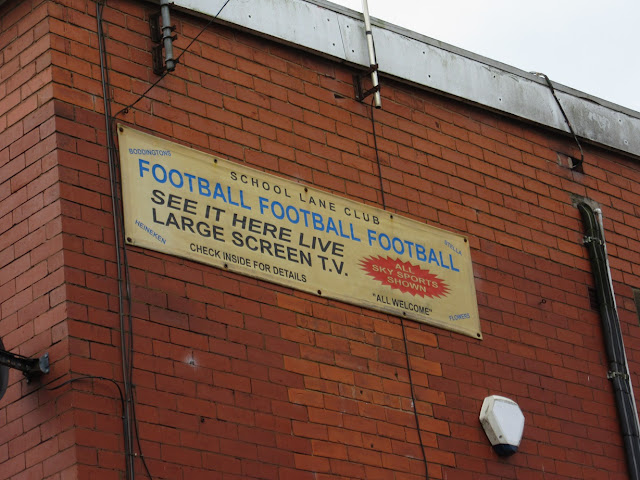 SCHOOL LANE CLUB
BODDINGTONS
FOOTBALL FOOTBALL FOOTBALL
STELLA
SEE IT HERE LIVE
LARGE SCREEN T.V.
ALL
SKY SPORTS
SHOWN
HEINEKEN
CHECK INSIDE FOR DETAILS
"ALL WELCOME"
FLOWERS